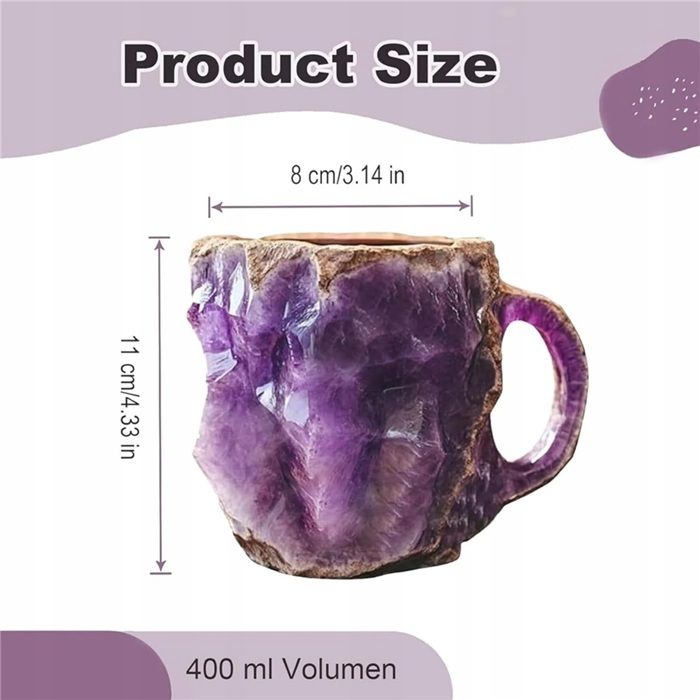 Product Size
8 cm/3.14 in
11 cm/4.33 in
400 ml Volumen